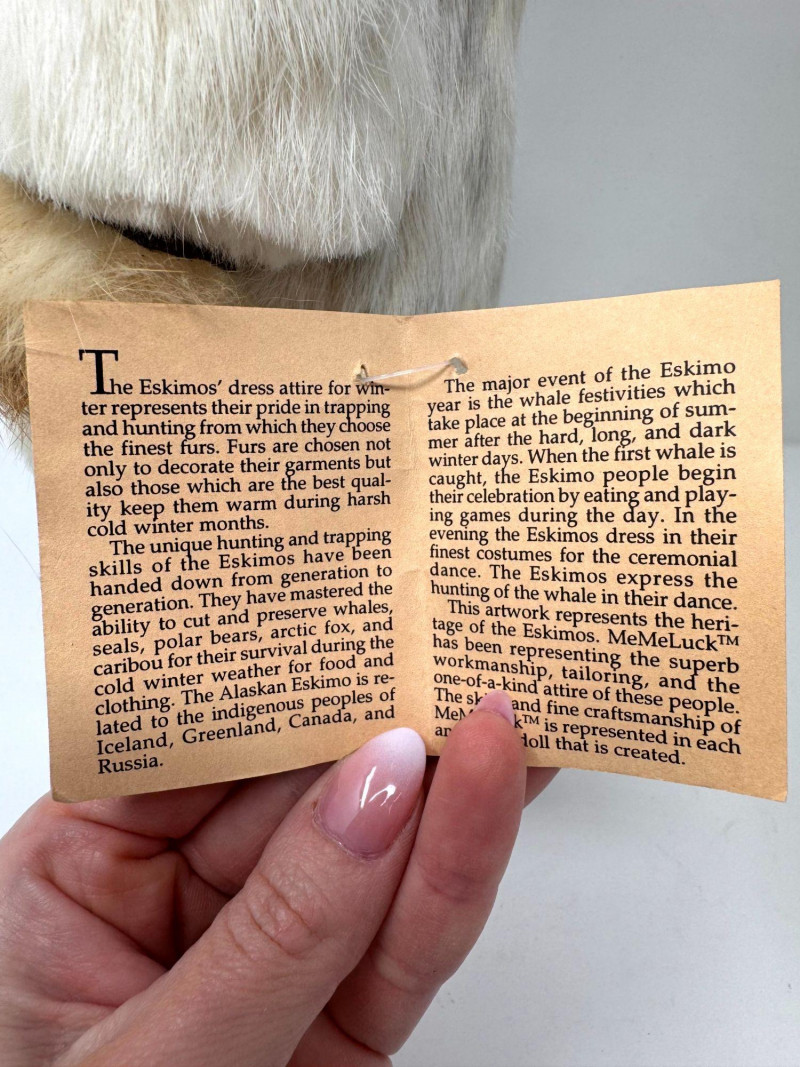 The Eskimos' dress attire for win-
ter represents their pride in trapping
and hunting from which they choose
the finest furs. Furs are chosen not
only to decorate their garments but
also those which are the best qual-
ity keep them warm during harsh
cold winter months.
The unique hunting and trapping
skills of the Eskimos have been
handed down from generation to
generation. They have mastered the
ability to cut and preserve whales,
seals, polar bears, arctic fox, and
caribou for their survival during the
cold winter weather for food and
clothing. The Alaskan Eskimo is re-
lated to the indigenous peoples of
Iceland, Greenland, Canada, and
Russia.
The major event of the Eskimo
year is the whale festivities which
take place at the beginning of sum-
mer after the hard, long, and dark
winter days. When the first whale is
caught, the Eskimo people begin
their celebration by eating and play-
ing games during the day. In the
evening the Eskimos dress in their
finest costumes for the ceremonial
dance. The Eskimos express the
hunting of the whale in their dance.
This artwork represents the heri-
tage of the Eskimos. MeMeLuck™
has been representing the superb
workmanship, tailoring, and the
one-of-a-kind attire of these people.
The and fine craftsmanship of
is represented in each
doll that is created.